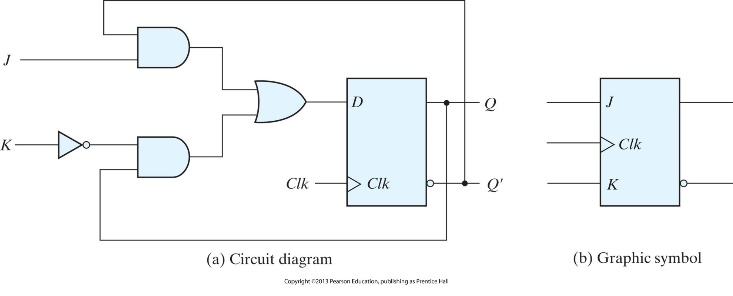 J
K
D
Q
Clk
Clk
Q'
J
Clk
K
(a) Circuit diagram
(b) Graphic symbol
Copyright ©2013 Pearson Education, publishing as Prentice Hall